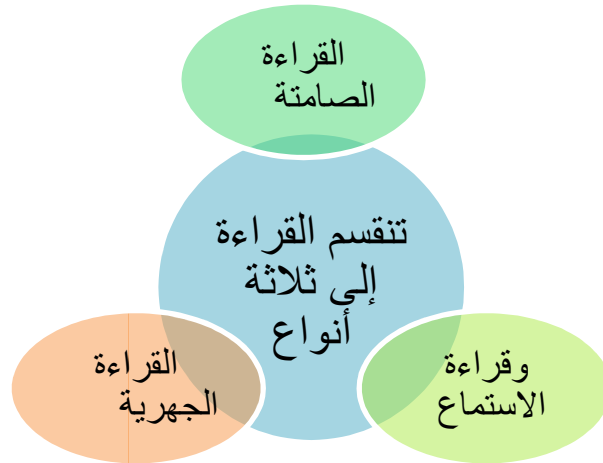 القراءة
الصامتة
تنقسم القراءة
إلى ثلاثة
أنواع
وقراءة
الاستماع
القراءة
الجهرية